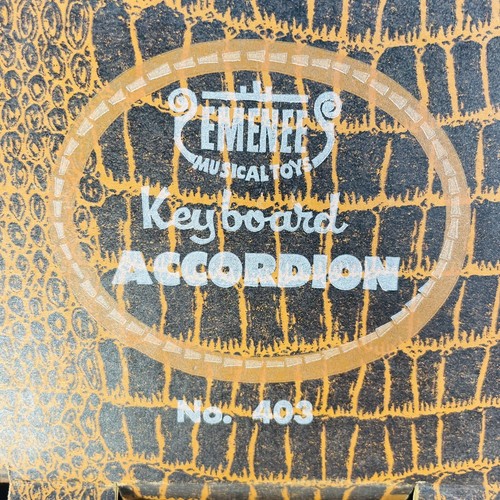 EMENEE
MUSICAL TOYS
Keyboard
ACCORDION
No. 403